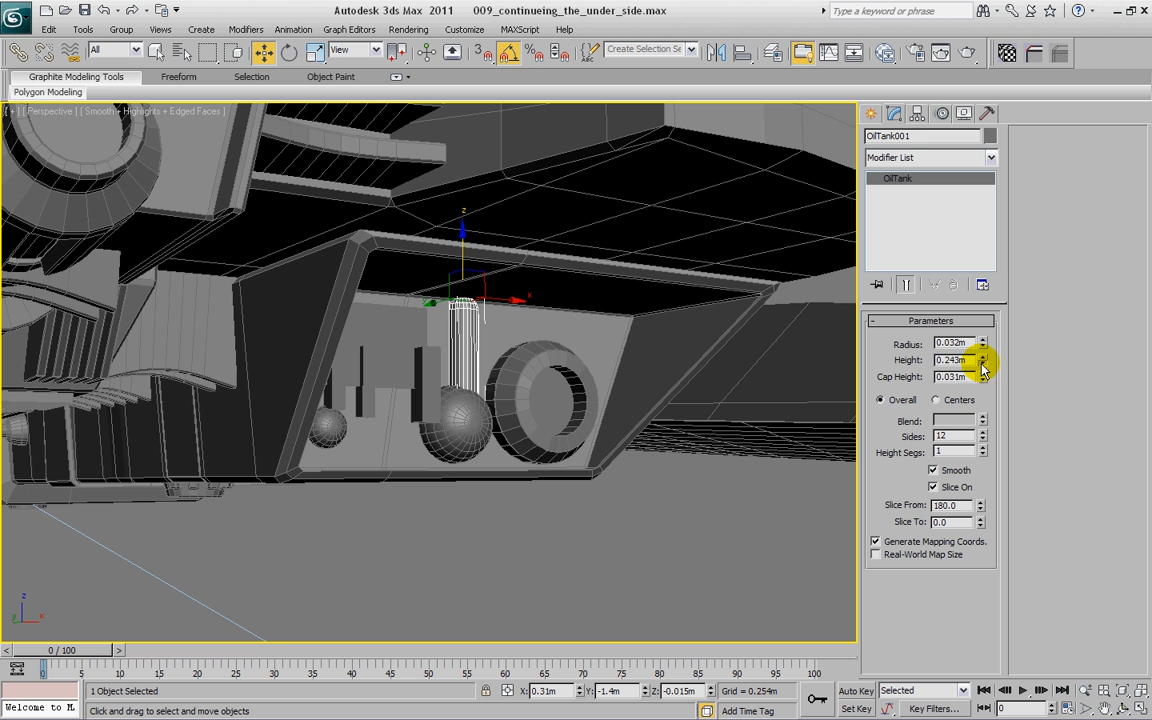 Autodesk 3ds Max 2011 009_continueing_the_under_side.max
Type a keyword or phrase
Edit Tools Group Views Create Modifiers Animation Graph Editors Rendering Customize MAXScript Help
All View Create Selection Se
Graphite Modeling Tools Freeform Selection Object Paint
Polygon Modeling
[ + ] [ Perspective ] [ Smooth + Highlights + Edged Faces ]
OilTank001
Modifier List
OilTank
Parameters
Radius: 0.032m
Height: 0.243m
Cap Height: 0.031m
Overall Centers
Blend:
Sides: 12
Height Segs: 1
Smooth
Slice On
Slice From: 180.0
Slice To: 0.0
Generate Mapping Coords.
Real-World Map Size
z
x
z
x
0 / 100
0 5 10 15 20 25 30 35 40 45 50 55 60 65 70 75 80 85 90 95 100
1 Object Selected X: 0.31m Y: -1.4m Z: -0.015m Grid = 0.254m Auto Key Selected
Welcome to M Click and drag to select and move objects Add Time Tag Set Key Key Filters... 0